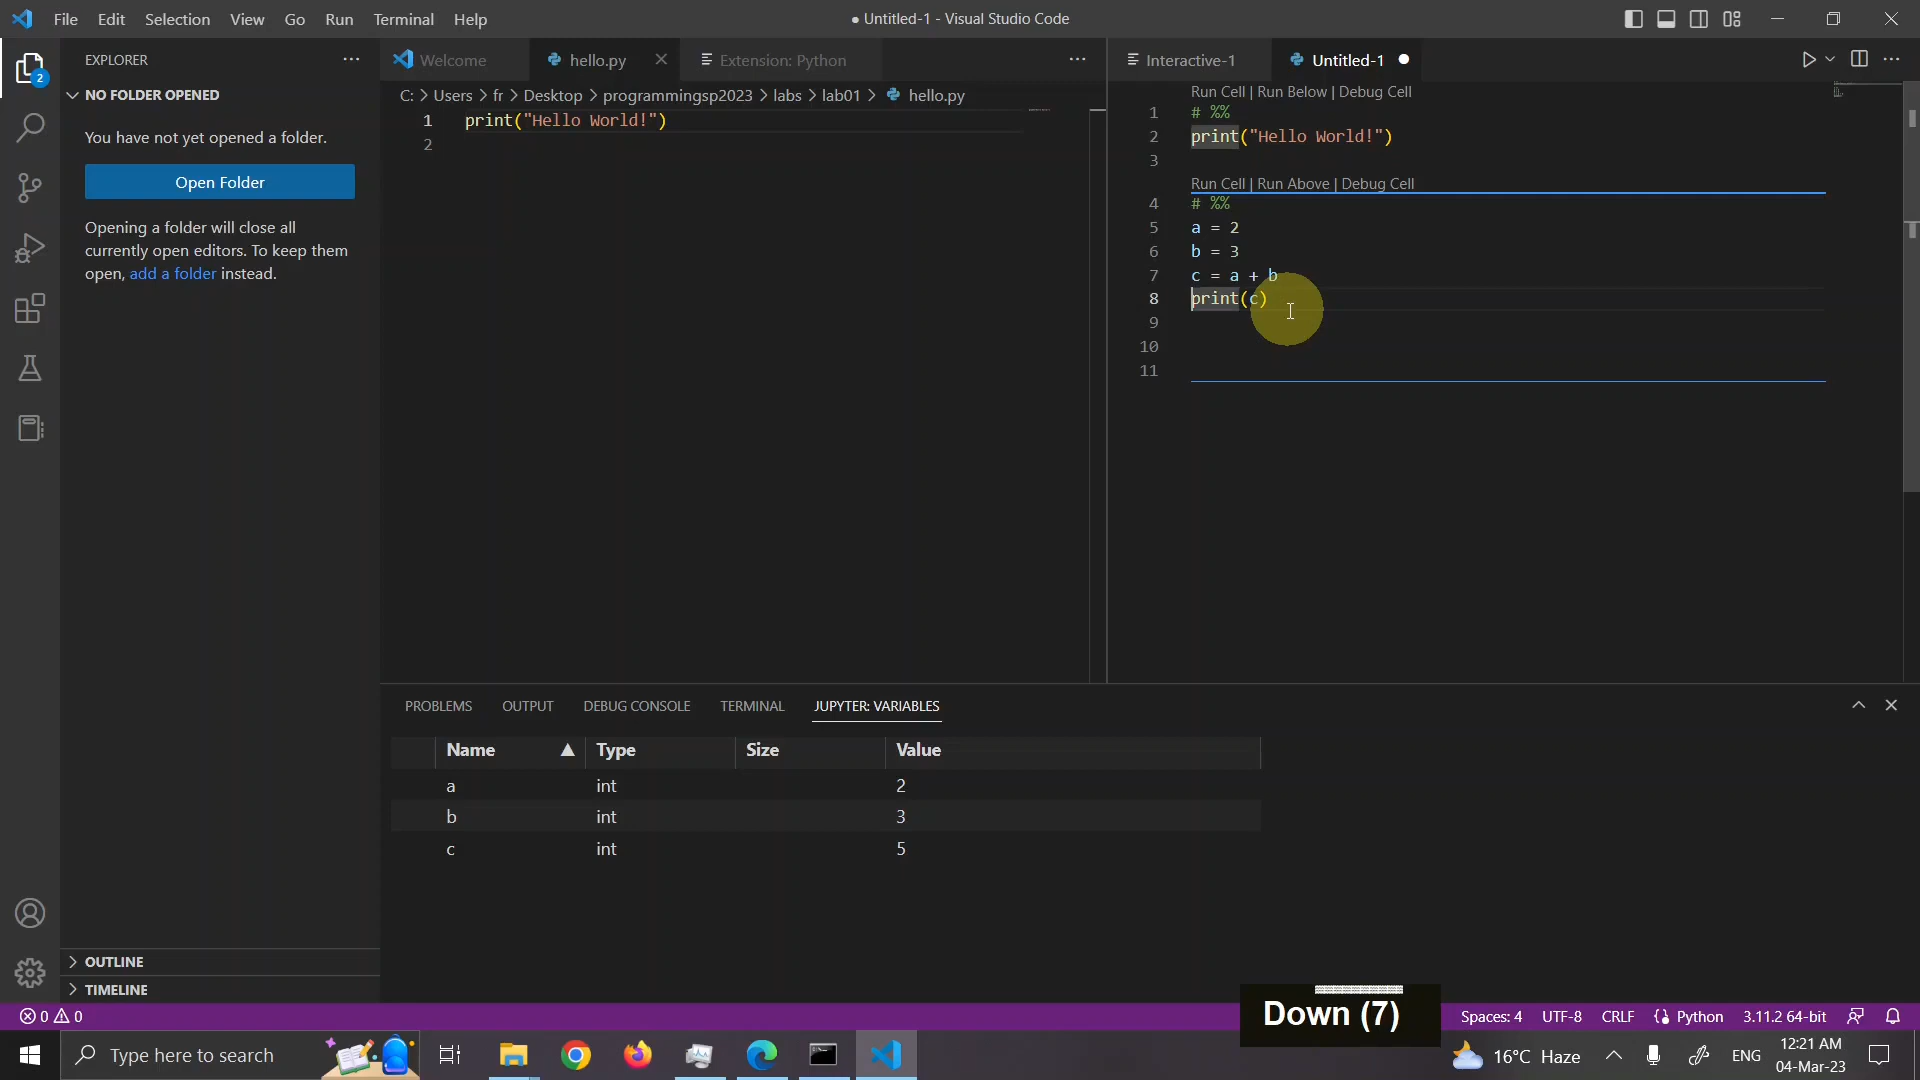 File Edit Selection View Go Run Terminal Help
● Untitled-1 - Visual Studio Code
EXPLORER
NO FOLDER OPENED
You have not yet opened a folder.
Open Folder
Opening a folder will close all
currently open editors. To keep them
open, add a folder instead.
OUTLINE
TIMELINE
2
Welcome hello.py Extension: Python
C: > Users > fr > Desktop > programmingsp2023 > labs > lab01 > hello.py
1 print("Hello World!")
2
Interactive-1 Untitled-1
Run Cell | Run Below | Debug Cell
1 # %%
2 print("Hello World!")
3
Run Cell | Run Above | Debug Cell
4 # %%
5 a = 2
6 b = 3
7 c = a + b
8 print(c)
9
10
11
PROBLEMS OUTPUT DEBUG CONSOLE TERMINAL JUPYTER: VARIABLES
Name ▲ Type Size Value
a int 2
b int 3
c int 5
Down (7)
0 0
Spaces: 4 UTF-8 CRLF Python 3.11.2 64-bit
Type here to search
16°C Haze
ENG
12:21 AM
04-Mar-23